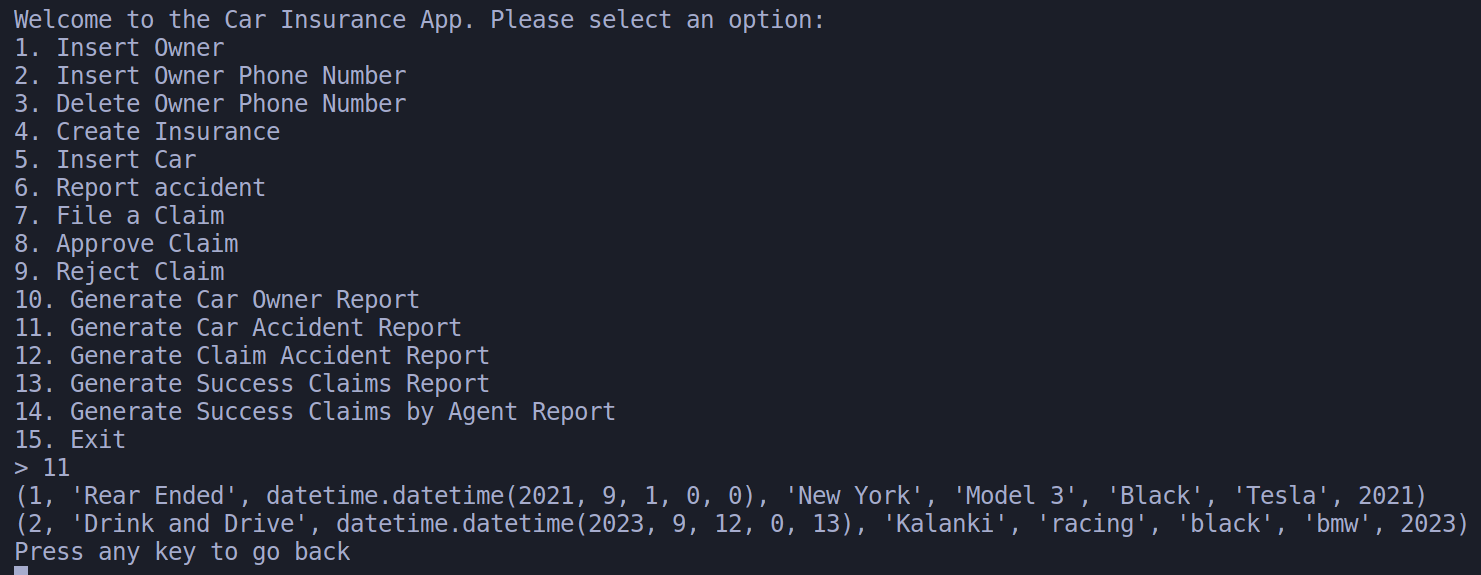 Welcome to the Car Insurance App. Please select an option:
1. Insert Owner
2. Insert Owner Phone Number
3. Delete Owner Phone Number
4. Create Insurance
5. Insert Car
6. Report accident
7. File a Claim
8. Approve Claim
9. Reject Claim
10. Generate Car Owner Report
11. Generate Car Accident Report
12. Generate Claim Accident Report
13. Generate Success Claims Report
14. Generate Success Claims by Agent Report
15. Exit
> 11
(1, 'Rear Ended', datetime.datetime(2021, 9, 1, 0, 0), 'New York', 'Model 3', 'Black', 'Tesla', 2021)
(2, 'Drink and Drive', datetime.datetime(2023, 9, 12, 0, 13), 'Kalanki', 'racing', 'black', 'bmw', 2023)
Press any key to go back